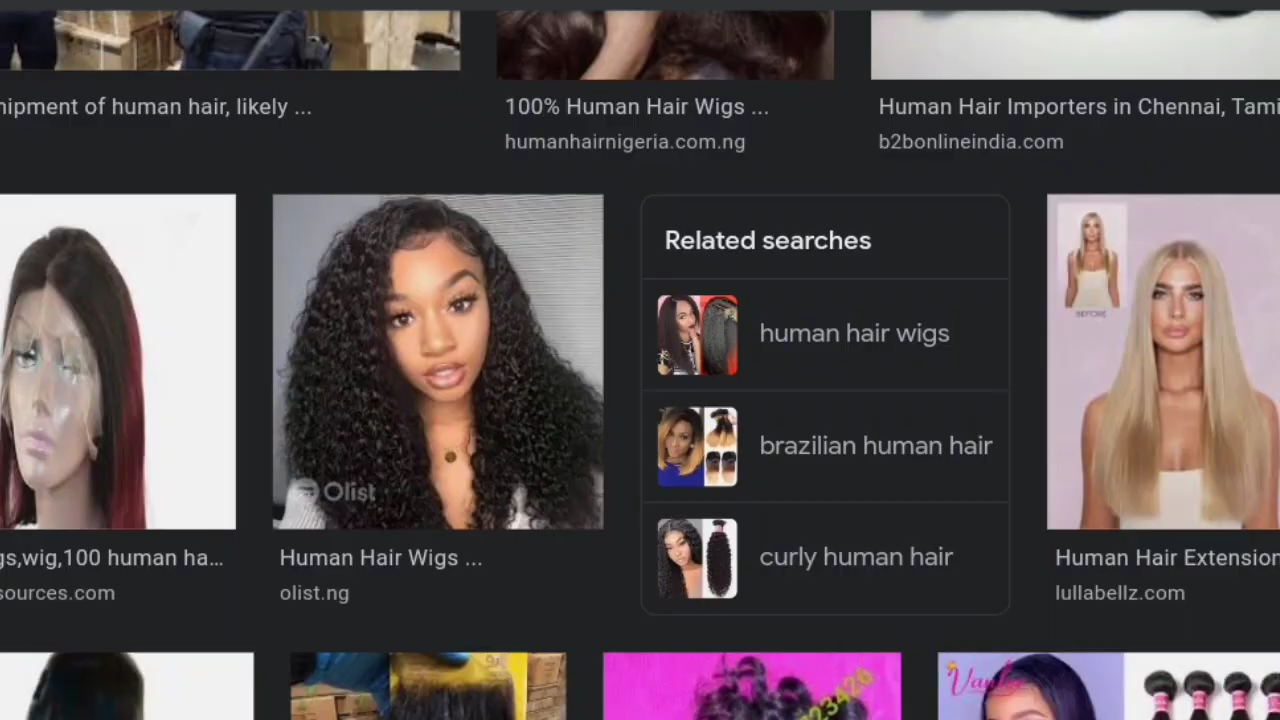 hipment of human hair, likely ...
100% Human Hair Wigs ...
humanhairnigeria.com.ng
Human Hair Importers in Chennai, Tami
b2bonlineindia.com
Related searches
human hair wigs
brazilian human hair
curly human hair
BEFORE
Olist
gs,wig,100 human ha...
sources.com
Human Hair Wigs ...
olist.ng
Human Hair Extension
lullabellz.com
23426